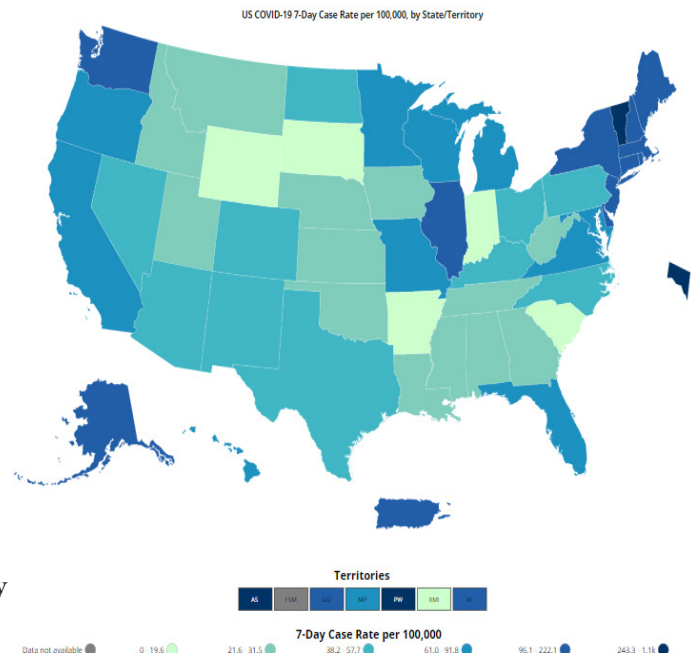 US COVID-19 7-Day Case Rate per 100,000, by State/Territory
y
Territories
AS FSM GU MP PW RMI VI
7-Day Case Rate per 100,000
Data not available 0 - 19.6 21.6 - 31.5 38.2 - 57.7 61.0 - 91.8 95.1 - 222.1 243.3 - 1.1k